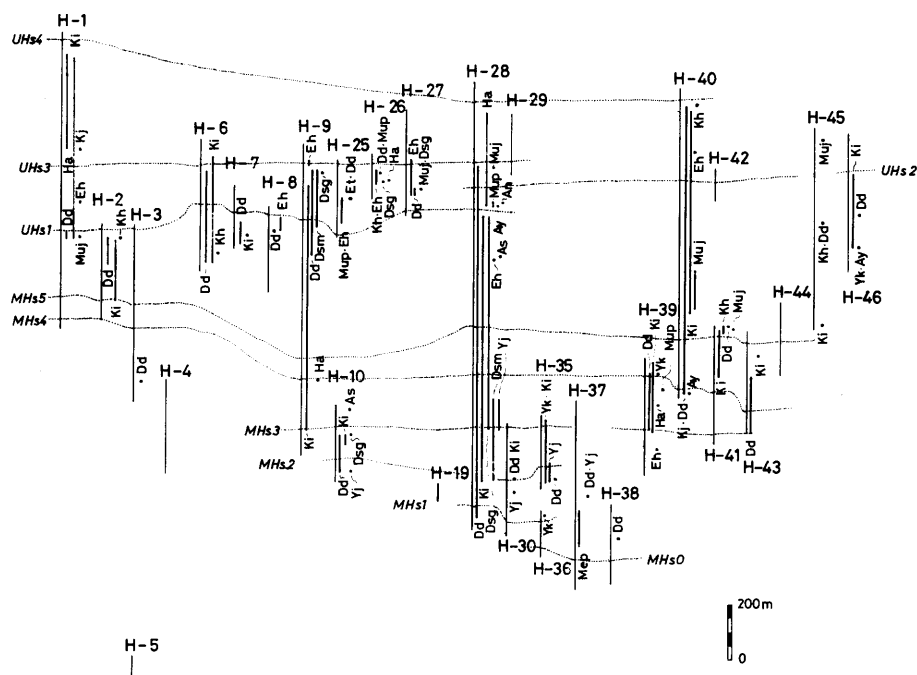 H-1
UHs4
Ki
H-28
H-40
H-27
Ha
H-29
H-26
Kh
H-45
H-6
H-9
H-25
Kj
Ki
Eh
Dd·Mup
Eh
Muj
Eh
H-42
Muj
Ki
UHs3
Ha
H-7
Dsg
Et·Dd
Ha
Muj·Dsg
Mup
UHs2
H-2
Eh
H-8
Dd
Eh
Kh·Eh
Dsg
Dd
An
Dd
Kh
H-3
UHs1
Dd
Muj
Kh
Ki
Dd
Dsm
Mup·Eh
Ay
As
Muj
Kh·Dd
Yk·Ay
Dd
Dd
Dd
Eh
H-46
MHs5
Ki
H-39
Kh
Muj
H-44
MHs4
Yj
Dd
Ki
Mup
Ki
Dd
Ki
Ha
Dsm
H-35
Yk
Dd
H-4
H-10
Ki
H-37
Ay
Ki
Ki
As
Yk
Ha
Kj·Dd
MHs3
Ki
Ki
Dsg
Dd Ki
Yj
Dd·Yj
Eh
H-41
Dd
H-43
MHs2
H-19
Dd
Dd
Yj
Ki
Yj
H-38
MHs1
Dd
Dsg
Yk
Dd
H-30
H-36
Mep
MHs0
200m
0
H-5